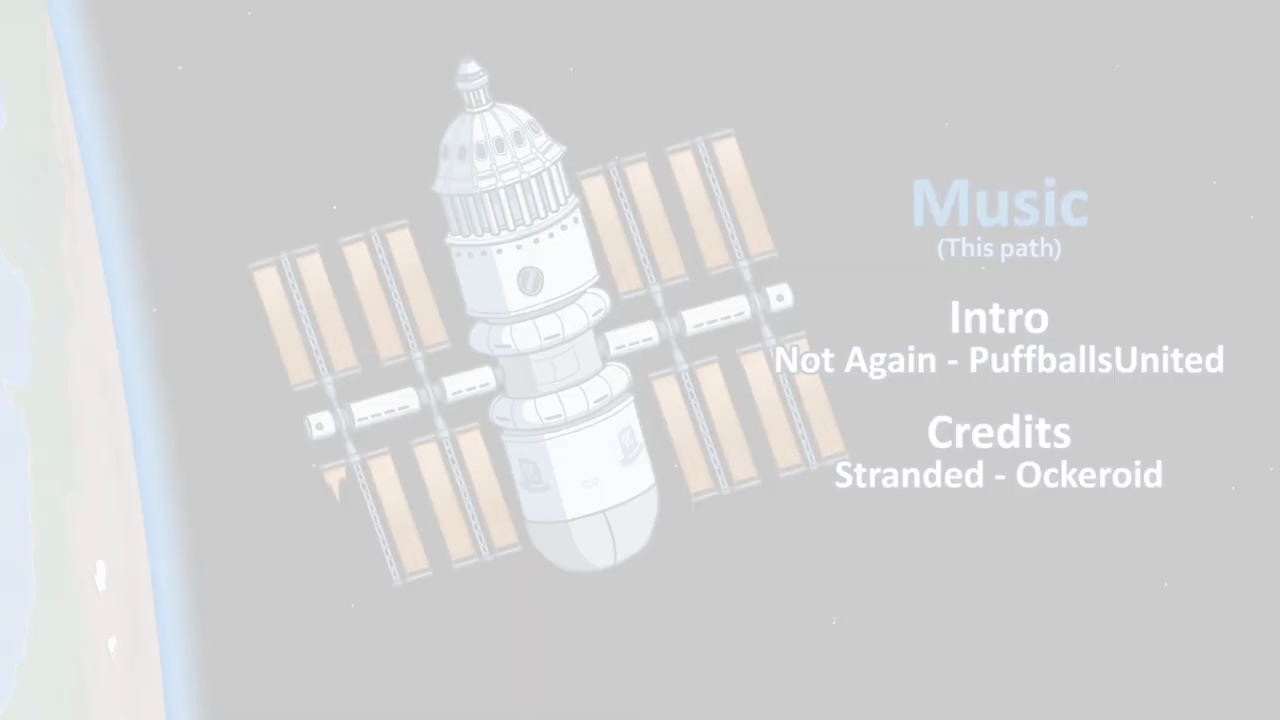 Music
(This path)
Intro
Not Again - PuffballsUnited
Credits
Stranded - Ockeroid